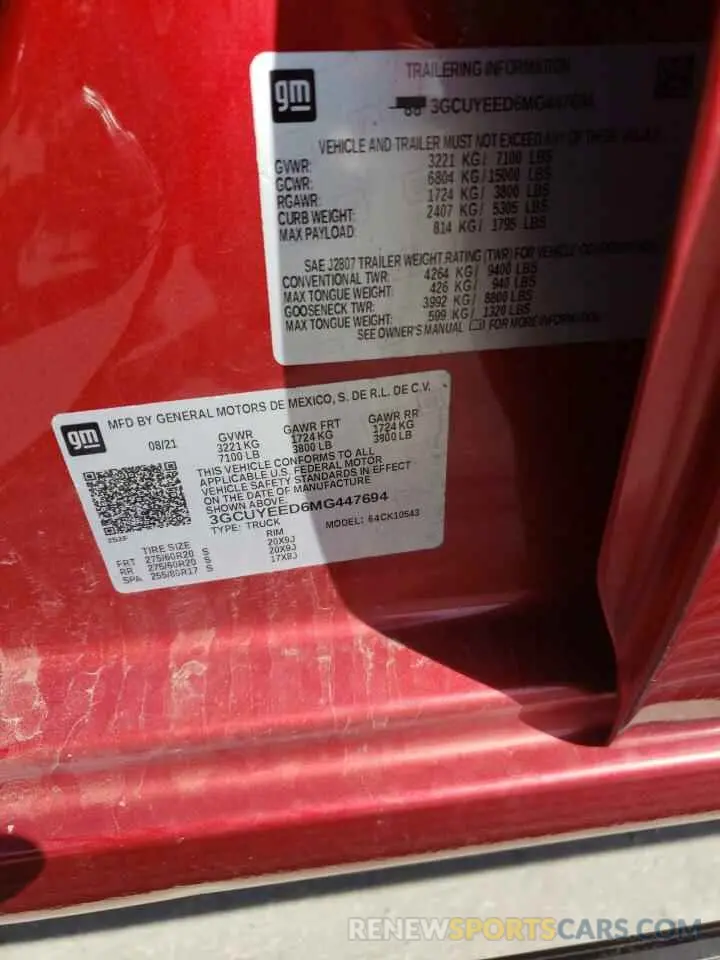 gm
TRAILERING INFORMATION
3GCUYEED6MG447694
VEHICLE AND TRAILER MUST NOT EXCEED ANY OF THESE VALUES
GVWR: 3221 KG/ 7100 LBS
GCWR: 6804 KG/ 15000 LBS
RGAWR: 1724 KG/ 3800 LBS
CURB WEIGHT: 2407 KG/ 5305 LBS
MAX PAYLOAD: 814 KG/ 1795 LBS
SAE J2807 TRAILER WEIGHT RATING (TWR) FOR VEHICLE
CONVENTIONAL TWR: 4264 KG/ 9400 LBS
MAX TONGUE WEIGHT: 426 KG/ 940 LBS
GOOSENECK TWR: 3992 KG/ 8800 LBS
MAX TONGUE WEIGHT: 599 KG/ 1320 LBS
SEE OWNER'S MANUAL FOR MORE INFORMATION.
gm
MFD BY GENERAL MOTORS DE MEXICO, S. DE R.L. DE C.V.
08/21 GVWR GAWR FRT GAWR RR
3221 KG 1724 KG 1724 KG
7100 LB 3800 LB 3800 LB
THIS VEHICLE CONFORMS TO ALL
APPLICABLE U.S. FEDERAL MOTOR
VEHICLE SAFETY STANDARDS IN EFFECT
ON THE DATE OF MANUFACTURE
SHOWN ABOVE.
3GCUYEED6MG447694
TYPE: TRUCK MODEL: 64CK10543
TIRE SIZE RIM
FRT 275/60R20 S 20X9J
RR 275/60R20 S 20X9J
SPA 255/80R17 S 17X8J
RENEWSPORTSCARS.COM